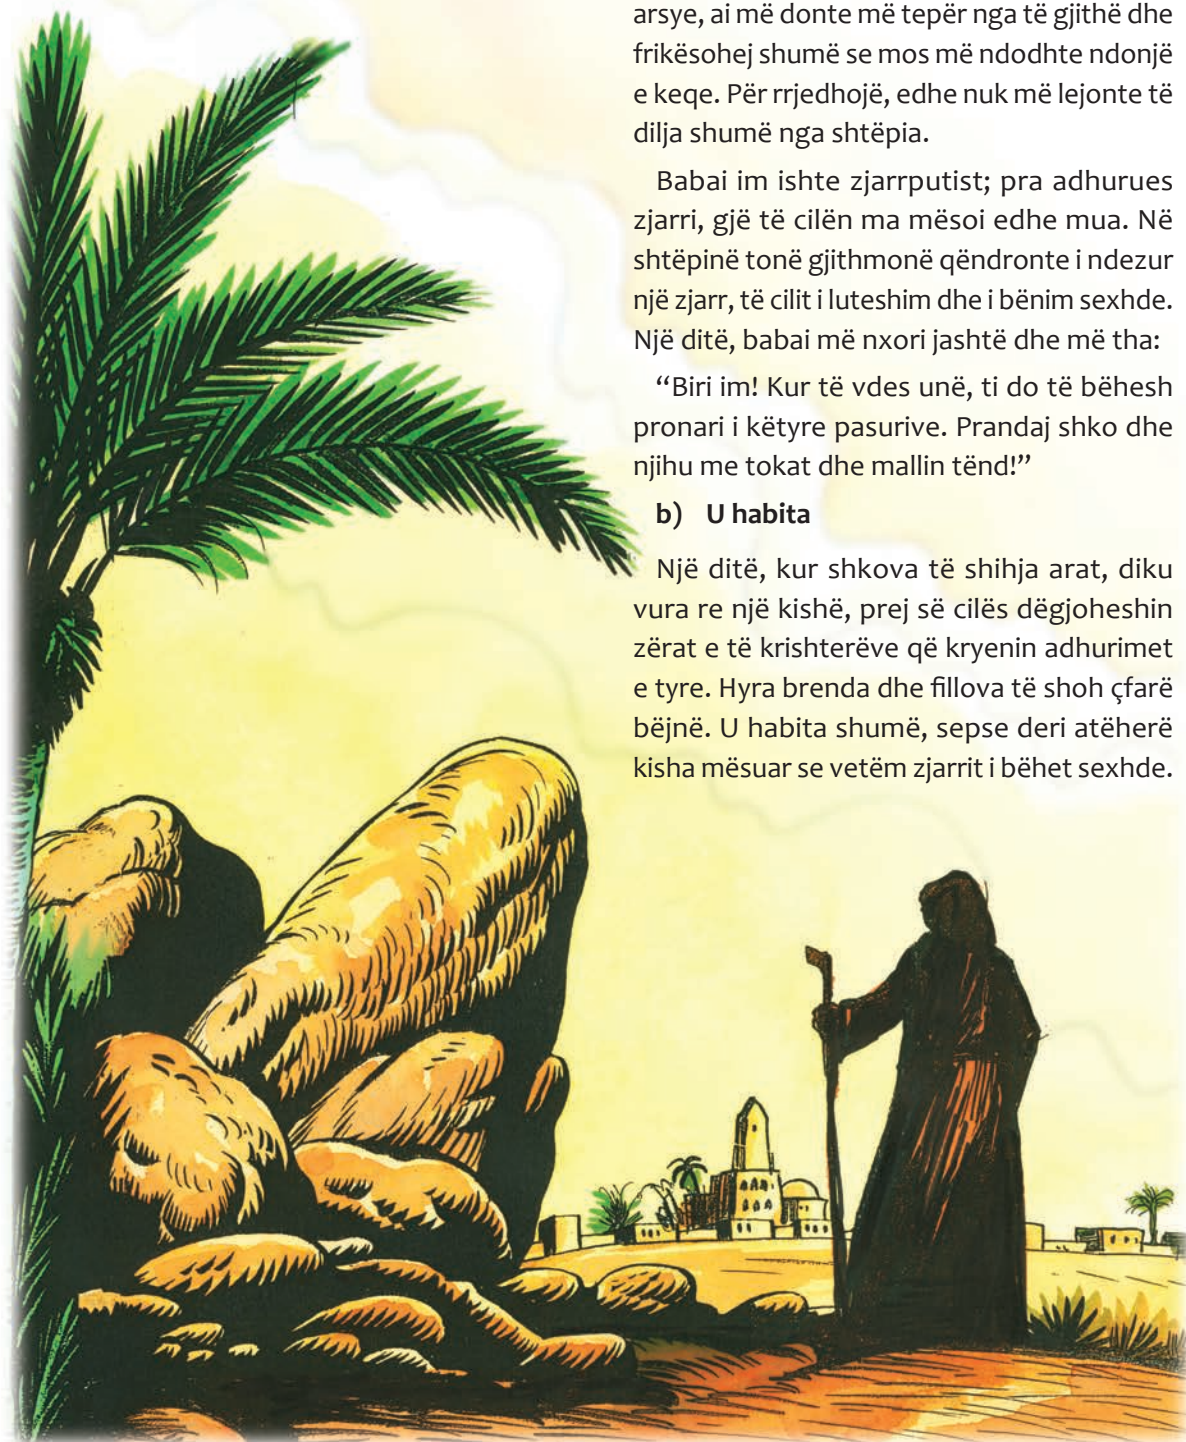 arsye, ai më donte më tepër nga të gjithë dhe
frikësohej shumë se mos më ndodhte ndonjë
e keqe. Për rrjedhojë, edhe nuk më lejonte të
dilja shumë nga shtëpia.
Babai im ishte zjarrputist; pra adhurues
zjarri, gjë të cilën ma mësoi edhe mua. Në
shtëpinë tonë gjithmonë qëndronte i ndezur
një zjarr, të cilit i luteshim dhe i bënim sexhde.
Një ditë, babai më nxori jashtë dhe më tha:
“Biri im! Kur të vdes unë, ti do të bëhesh
pronari i këtyre pasurive. Prandaj shko dhe
njihu me tokat dhe mallin tënd!”
b) U habita
Një ditë, kur shkova të shihja arat, diku
vura re një kishë, prej së cilës dëgjoheshin
zërat e të krishterëve që kryenin adhurimet
e tyre. Hyra brenda dhe fillova të shoh çfarë
bëjnë. U habita shumë, sepse deri atëherë
kisha mësuar se vetëm zjarrit i bëhet sexhde.